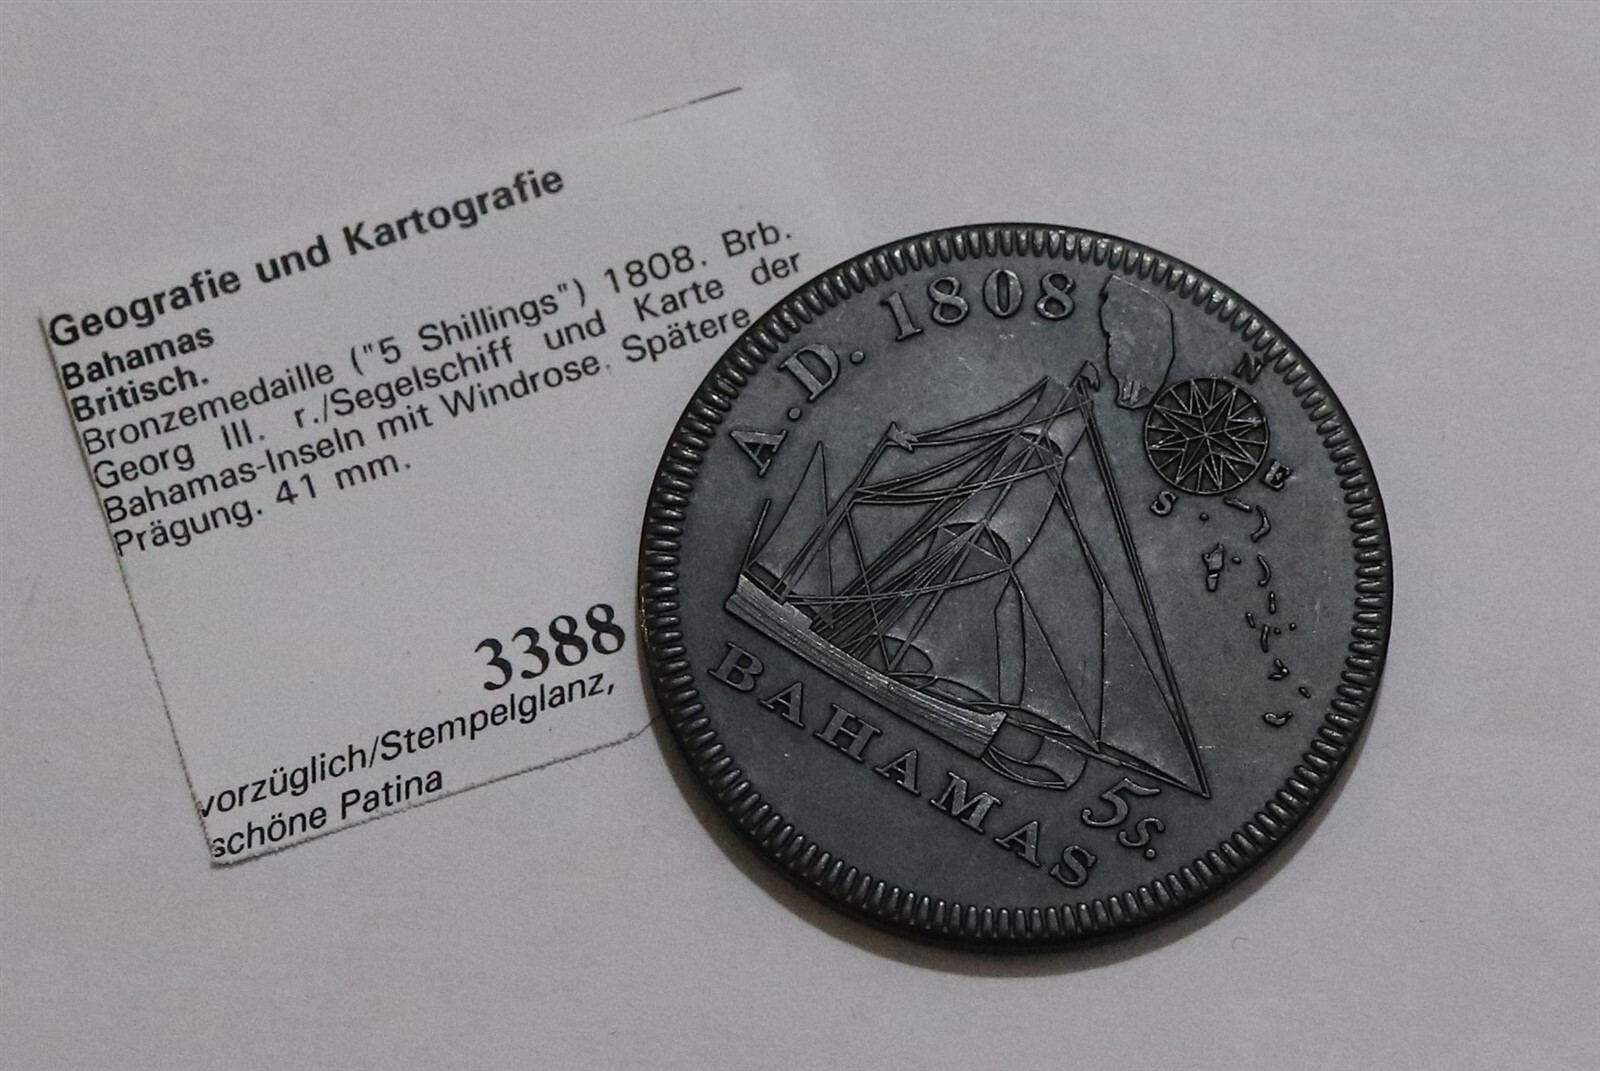 Geografie und Kartografie
Bahamas
Britisch.
Bronzemedaille ("5 Shillings") 1808. Brb.
Georg III. r./Segelschiff und Karte der
Bahamas-Inseln mit Windrose. Spätere
Prägung. 41 mm.
3388
vorzüglich/Stempelglanz,
schöne Patina
A.D. 1808
N
W
E
S
BAHAMAS
5s.